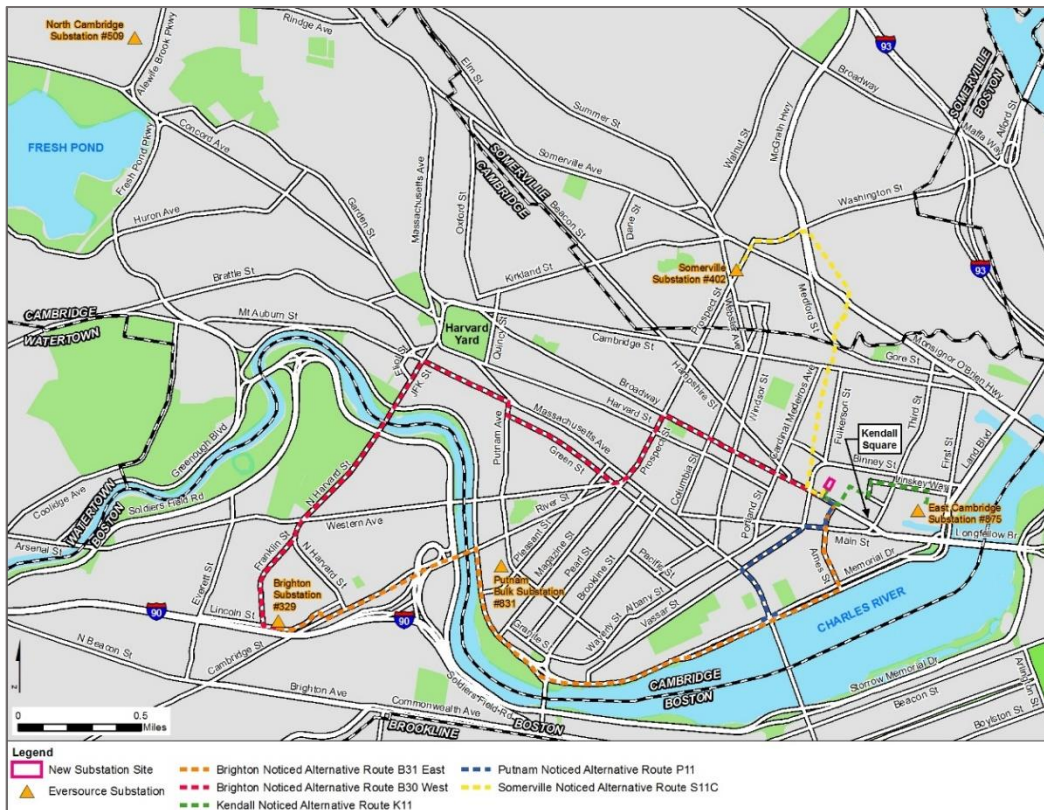 North Cambridge
Substation #509
Alewife Brook Pkwy
Rindge Ave
Elm St
93
Broadway
SOMERVILLE
BOSTON
Alford St
Maffa Way
FRESH POND
Fresh Pond Pkwy
Concord Ave
Massachusetts Ave
Summer St
Walnut St
McGrath Hwy
Somerville Ave
SOMERVILLE
CAMBRIDGE
Garden St
Oxford St
Beacon St
Dane St
Washington St
Huron Ave
Kirkland St
Somerville
Substation #402
93
Brattle St
Prospect St
Webster Ave
Medford St
CAMBRIDGE
WATERTOWN
Mt Auburn St
Harvard
Yard
Quincy St
Cambridge St
Monsignor O'Brien Hwy
Gore St
Eliot St
JFK St
Hampshire St
Windsor St
Cardinal Medeiros Ave
Fulkerson St
Third St
Broadway
Harvard St
Massachusetts Ave
Kendall
Square
First St
Land Blvd
Greenough Blvd
Putnam Ave
Green St
Prospect St
Columbia St
Binney St
Linskey Way
Coolidge Ave
WATERTOWN
BOSTON
Soldiers Field Rd
N Harvard St
Western Ave
River St
Portland St
East Cambridge
Substation #875
Arsenal St
Main St
Longfellow Br
Everett St
Franklin St
N Harvard St
Pleasant St
Magazine St
Pearl St
Brookline St
Pacific St
Albany St
Vassar St
Waverly St
Ames St
Memorial Dr
Brighton
Substation
#329
Putnam
Bulk Substation
#831
90
Lincoln St
90
CHARLES RIVER
Cambridge St
Granite St
N Beacon St
CAMBRIDGE
BOSTON
Storrow Memorial Dr
Beacon St
Arlington St
Brighton Ave
Soldiers Field Rd
Commonwealth Ave
BOSTON
BROOKLINE
Boylston St
0
0.5
Miles
Legend
New Substation Site
Brighton Noticed Alternative Route B31 East
Putnam Noticed Alternative Route P11
Eversource Substation
Brighton Noticed Alternative Route B30 West
Somerville Noticed Alternative Route S11C
Kendall Noticed Alternative Route K11